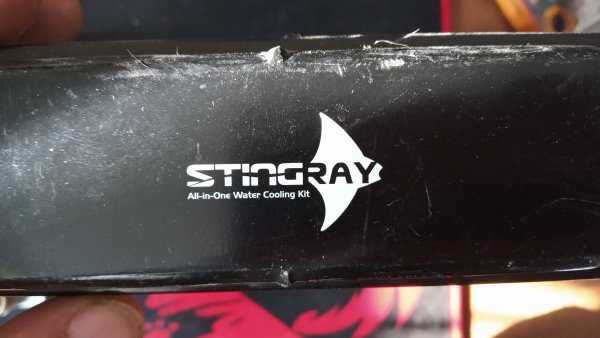 STINGRAY
All-in-One Water Cooling Kit